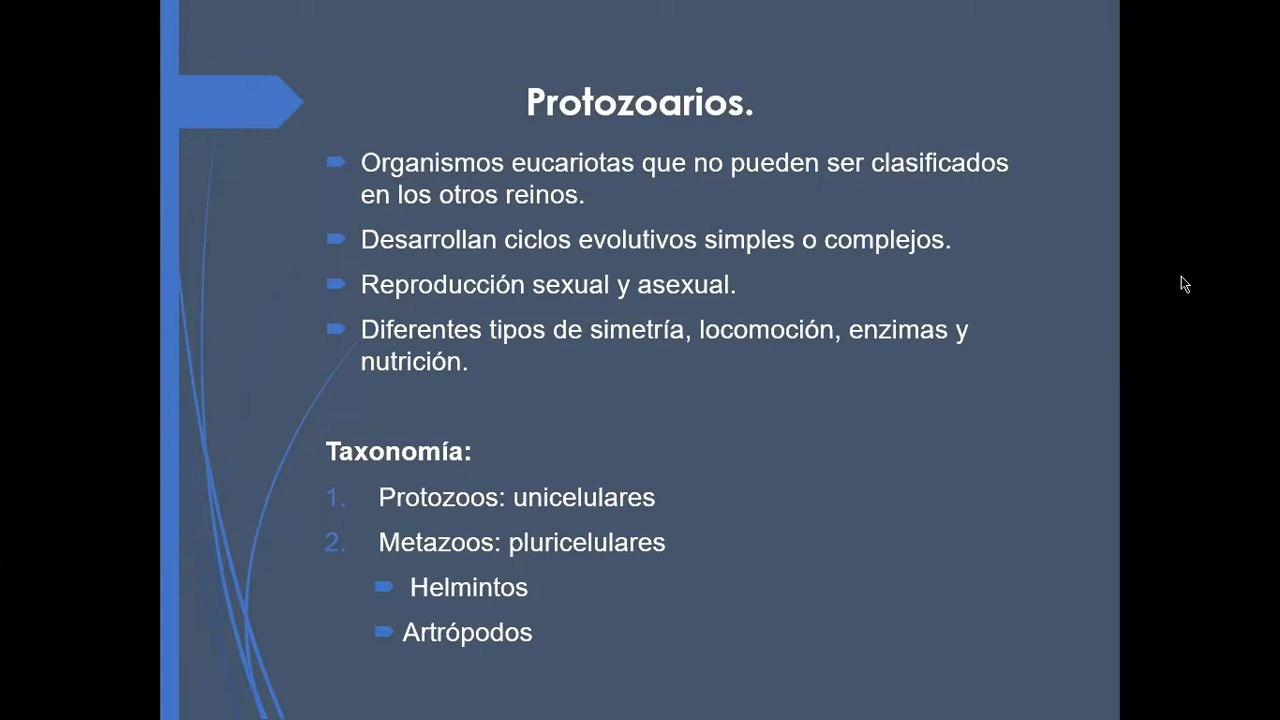 Protozoarios.
Organismos eucariotas que no pueden ser clasificados
en los otros reinos.
Desarrollan ciclos evolutivos simples o complejos.
Reproducción sexual y asexual.
Diferentes tipos de simetría, locomoción, enzimas y
nutrición.
Taxonomía:
1. Protozoos: unicelulares
2. Metazoos: pluricelulares
Helmintos
Artrópodos